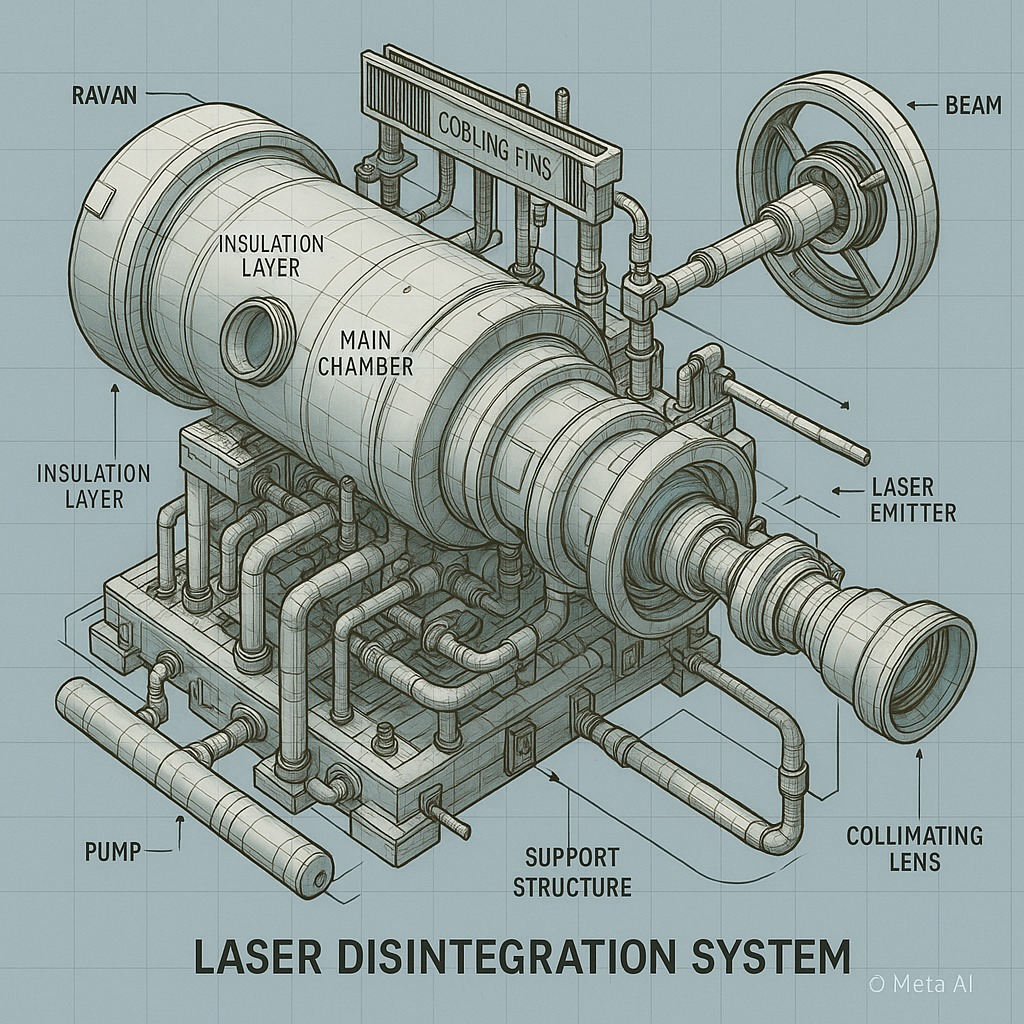 RAVAN
BEAM
COBLING FINS
INSULATION
LAYER
MAIN
CHAMBER
INSULATION
LAYER
LASER
EMITTER
PUMP
SUPPORT
STRUCTURE
COLLIMATING
LENS
LASER DISINTEGRATION SYSTEM
Meta AI